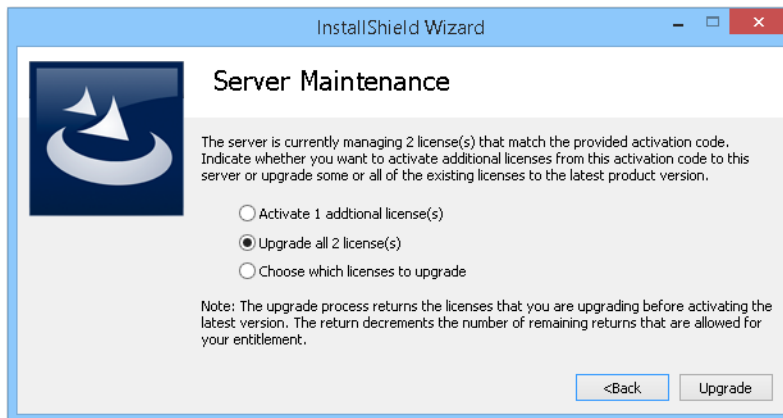 InstallShield Wizard
Server Maintenance
The server is currently managing 2 license(s) that match the provided activation code.
Indicate whether you want to activate additional licenses from this activation code to this
server or upgrade some or all of the existing licenses to the latest product version.
Activate 1 addtional license(s)
Upgrade all 2 license(s)
Choose which licenses to upgrade
Note: The upgrade process returns the licenses that you are upgrading before activating the
latest version. The return decrements the number of remaining returns that are allowed for
your entitlement.
<Back
Upgrade